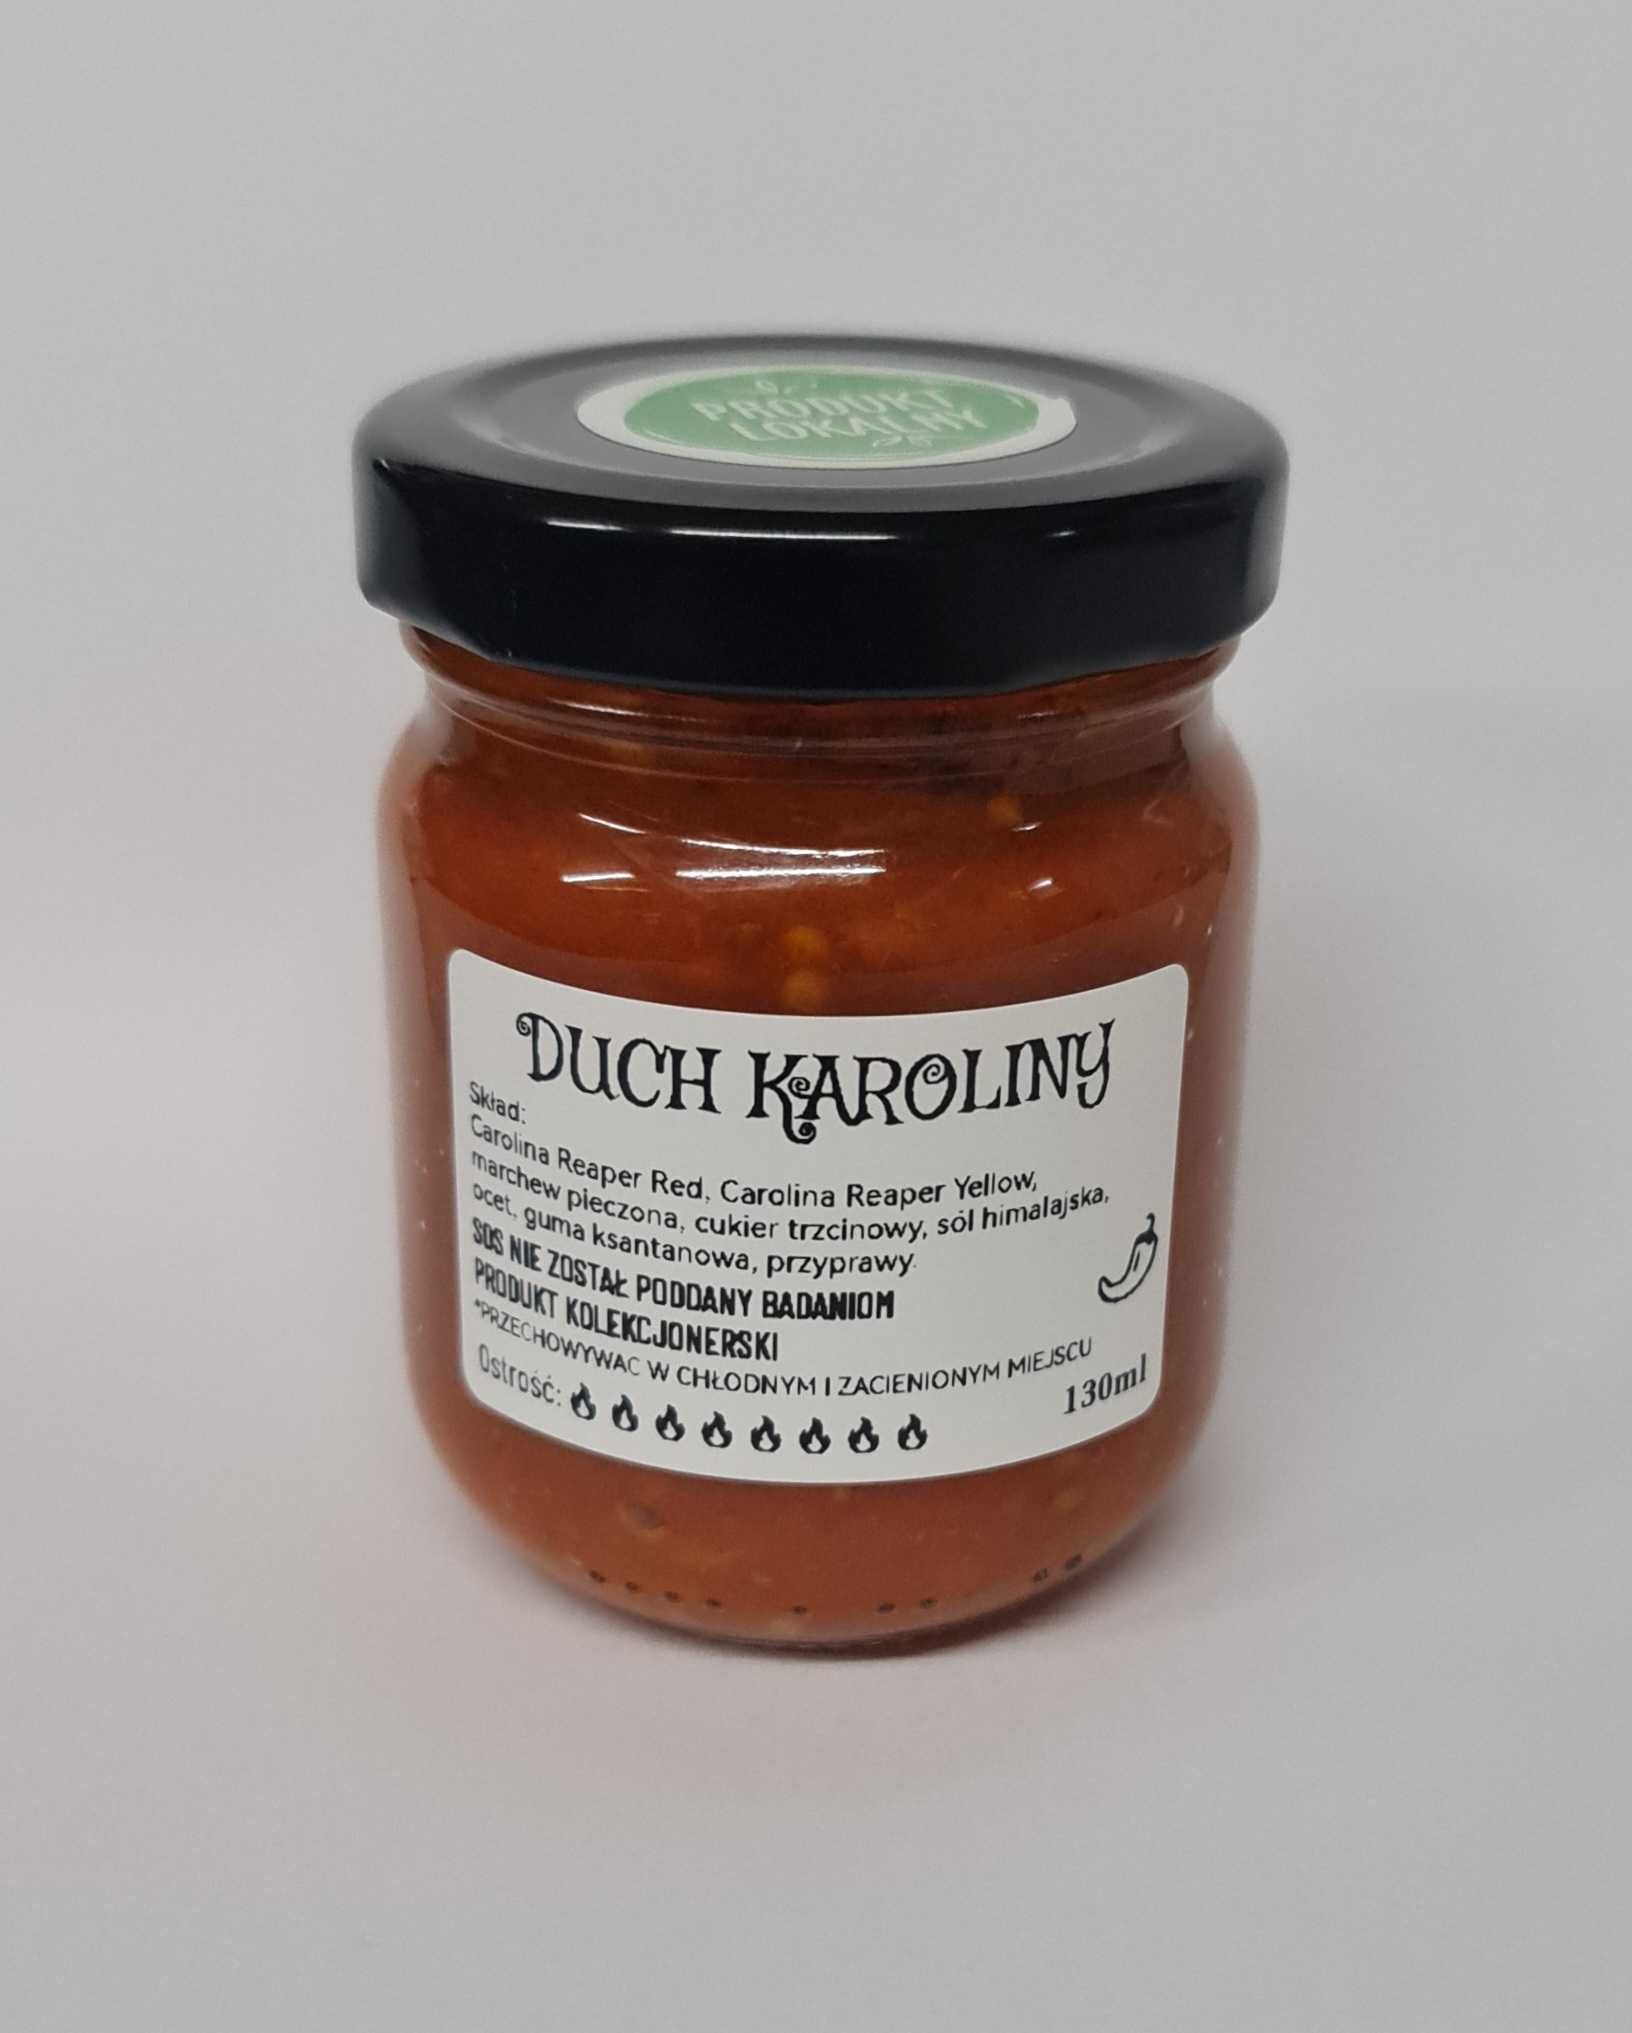 PRODUKT
LOKALNY
DUCH KAROLINY
Skład:
Carolina Reaper Red, Carolina Reaper Yellow,
marchew pieczona, cukier trzcinowy, sól himalajska,
ocet, guma ksantanowa, przyprawy.
SOS NIE ZOSTAŁ PODDANY BADANIOM
PRODUKT KOLEKCJONERSKI
*PRZECHOWYWAC W CHŁODNYM I ZACIENIONYM MIEJSCU
Ostrość:
130ml